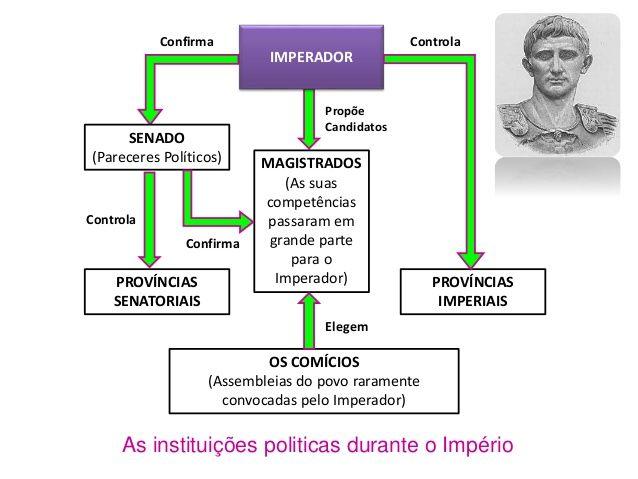 Confirma
IMPERADOR
Controla
Propõe
Candidatos
SENADO
(Pareceres Políticos)
MAGISTRADOS
(As suas
competências
passaram em
grande parte
para o
Imperador)
Controla
Confirma
PROVÍNCIAS
SENATORIAIS
PROVÍNCIAS
IMPERIAIS
Elegem
OS COMÍCIOS
(Assembleias do povo raramente
convocadas pelo Imperador)
As instituições politicas durante o Império